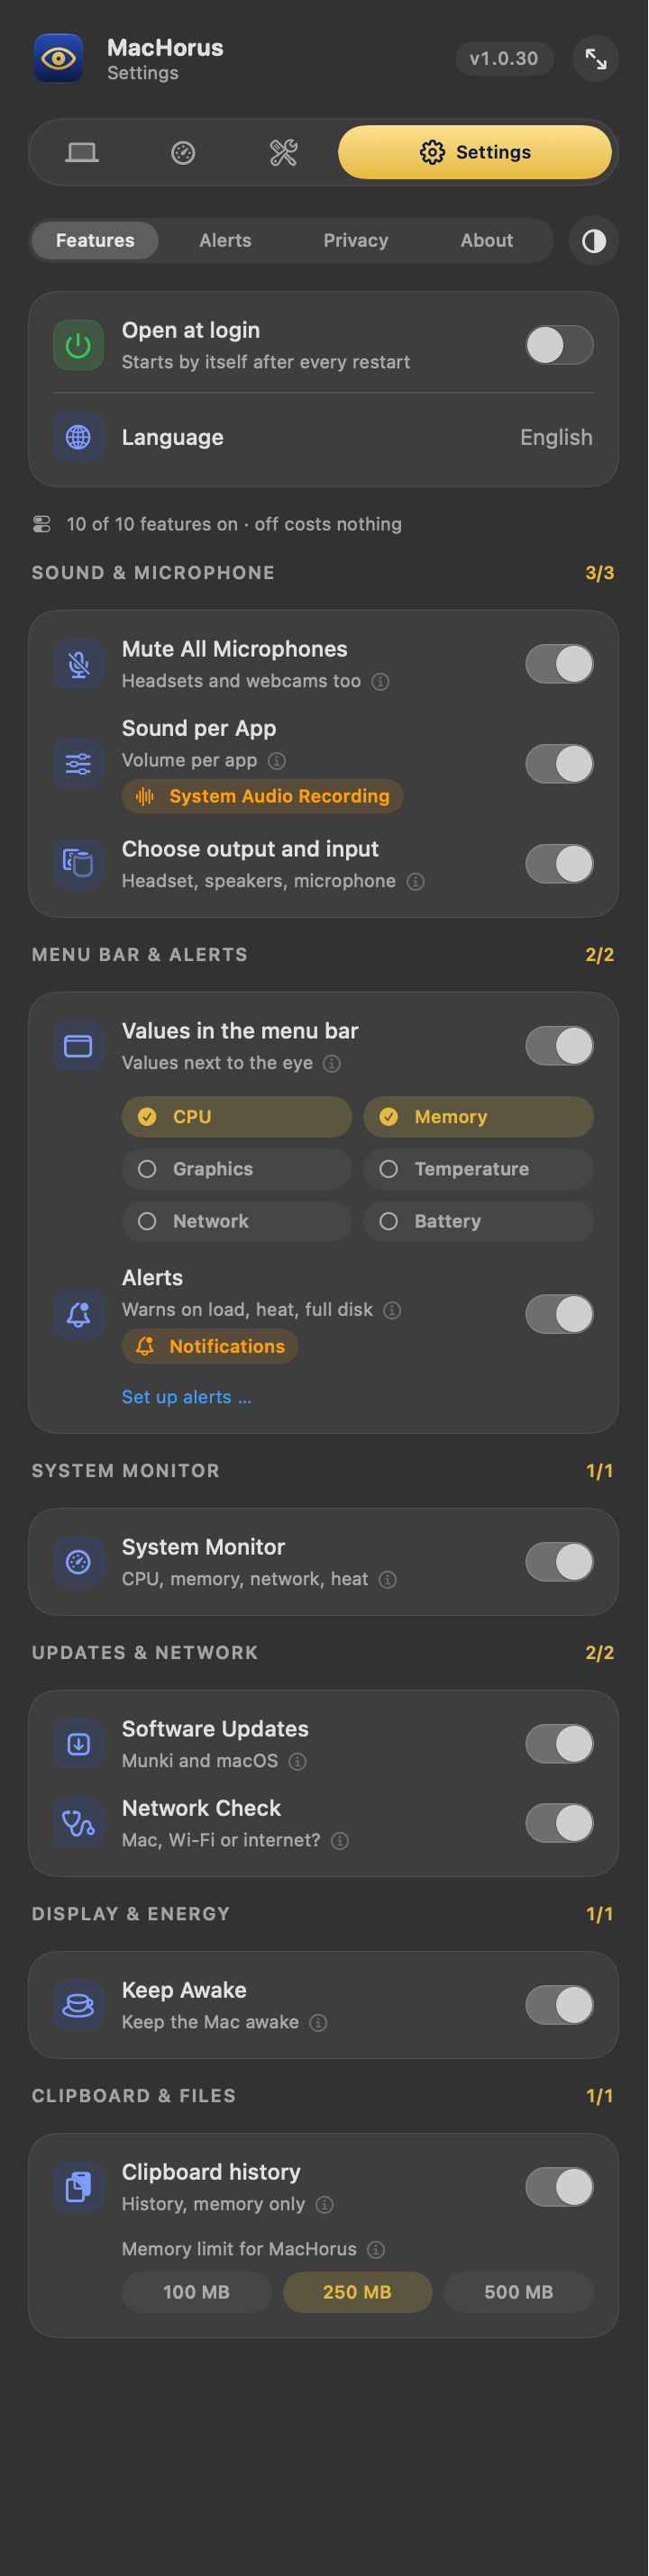 MacHorus
Settings
v1.0.30
Settings
Features
Alerts
Privacy
About
Open at login
Starts by itself after every restart
Language
English
10 of 10 features on · off costs nothing
SOUND & MICROPHONE
3/3
Mute All Microphones
Headsets and webcams too
Sound per App
Volume per app
System Audio Recording
Choose output and input
Headset, speakers, microphone
MENU BAR & ALERTS
2/2
Values in the menu bar
Values next to the eye
CPU
Memory
Graphics
Temperature
Network
Battery
Alerts
Warns on load, heat, full disk
Notifications
Set up alerts ...
SYSTEM MONITOR
1/1
System Monitor
CPU, memory, network, heat
UPDATES & NETWORK
2/2
Software Updates
Munki and macOS
Network Check
Mac, Wi-Fi or internet?
DISPLAY & ENERGY
1/1
Keep Awake
Keep the Mac awake
CLIPBOARD & FILES
1/1
Clipboard history
History, memory only
Memory limit for MacHorus
100 MB
250 MB
500 MB